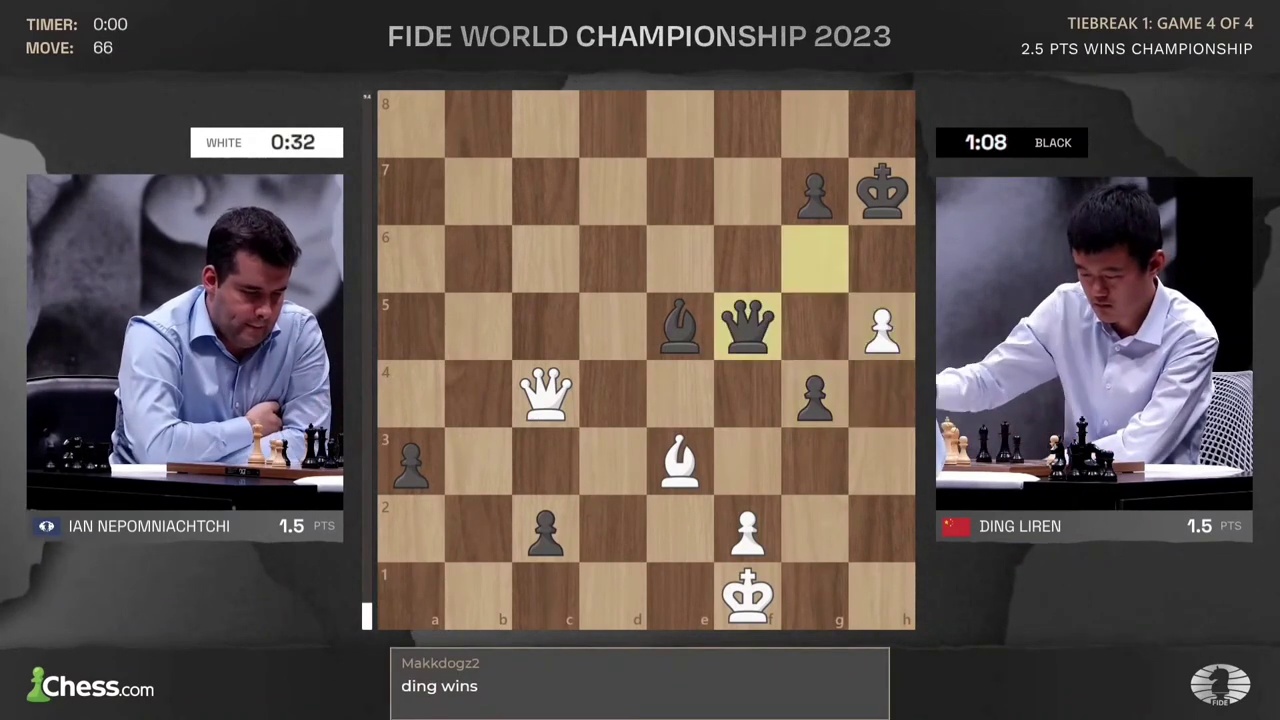 TIMER: 0:00
MOVE: 66
FIDE WORLD CHAMPIONSHIP 2023
TIEBREAK 1: GAME 4 OF 4
2.5 PTS WINS CHAMPIONSHIP
WHITE 0:32
1:08 BLACK
8
7
6
5
4
3
2
1
a b c d e f g h
IAN NEPOMNIACHTCHI 1.5 PTS
DING LIREN 1.5 PTS
Makkdogz2
ding wins
Chess.com
FIDE